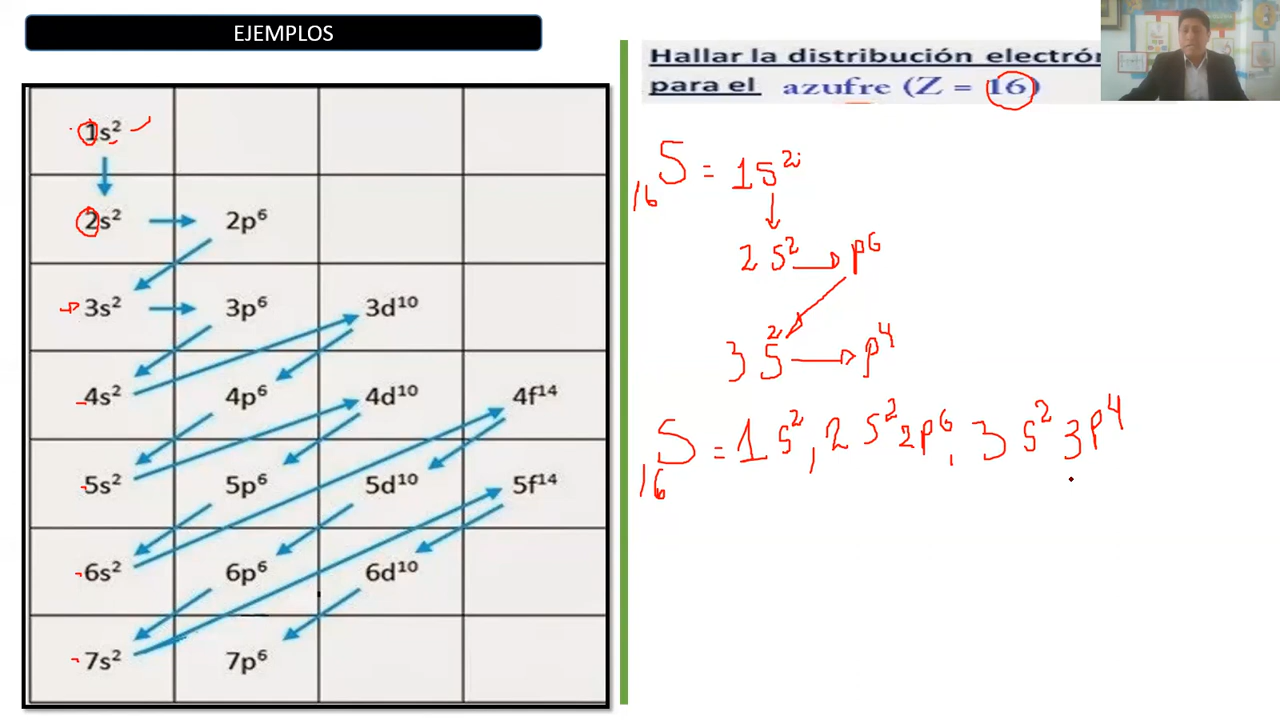 EJEMPLOS
1s²
2s² 2p⁶
3s² 3p⁶ 3d¹⁰
4s² 4p⁶ 4d¹⁰ 4f¹⁴
5s² 5p⁶ 5d¹⁰ 5f¹⁴
6s² 6p⁶ 6d¹⁰
7s² 7p⁶
Hallar la distribución electrón
para el azufre (Z = 16)
₁₆S = 1s²
2s² p⁶
3s² p⁴
₁₆S = 1s², 2s² 2p⁶, 3s² 3p⁴